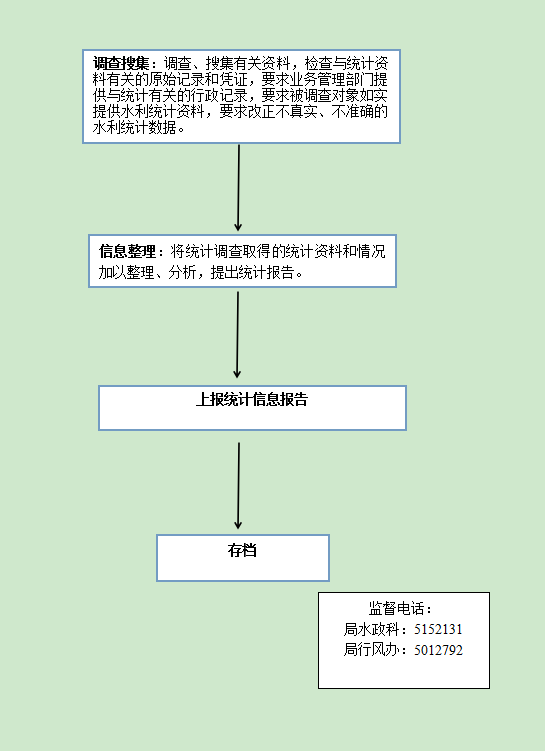 调查搜集：调查、搜集有关资料，检查与统计资
料有关的原始记录和凭证，要求业务管理部门提
供与统计有关的行政记录，要求被调查对象如实
提供水利统计资料，要求改正不真实、不准确的
水利统计数据。
信息整理：将统计调查取得的统计资料和情况
加以整理、分析，提出统计报告。
上报统计信息报告
存档
监督电话：
局水政科：5152131
局行风办：5012792